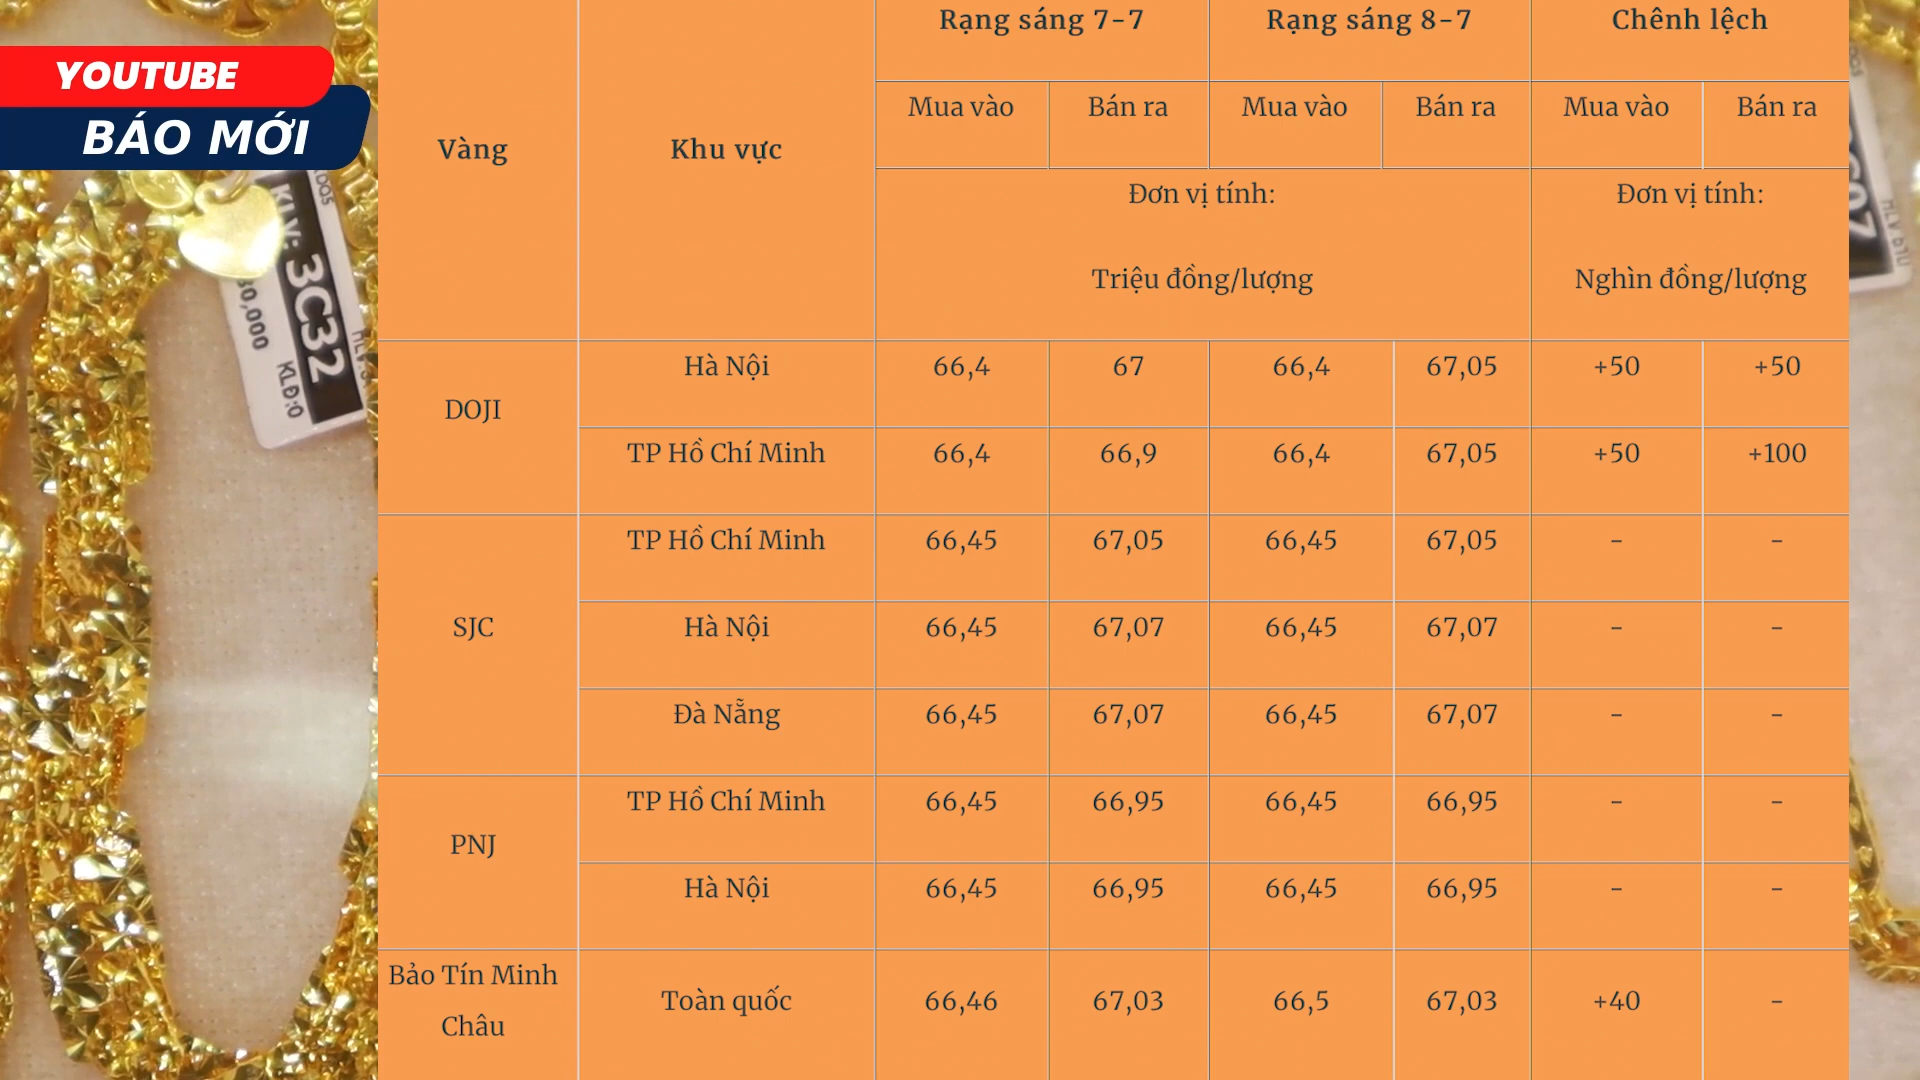 YOUTUBE
BÁO MỚI
Vàng Khu vực Rạng sáng 7-7 Rạng sáng 8-7 Chênh lệch
Mua vào Bán ra Mua vào Bán ra Mua vào Bán ra
Đơn vị tính: Đơn vị tính:
Triệu đồng/lượng Nghìn đồng/lượng
DOJI Hà Nội 66,4 67 66,4 67,05 +50 +50
TP Hồ Chí Minh 66,4 66,9 66,4 67,05 +50 +100
SJC TP Hồ Chí Minh 66,45 67,05 66,45 67,05 - -
Hà Nội 66,45 67,07 66,45 67,07 - -
Đà Nẵng 66,45 67,07 66,45 67,07 - -
PNJ TP Hồ Chí Minh 66,45 66,95 66,45 66,95 - -
Hà Nội 66,45 66,95 66,45 66,95 - -
Bảo Tín Minh
Châu Toàn quốc 66,46 67,03 66,5 67,03 +40 -
KLV: 3C32
0,000
KLĐ:0